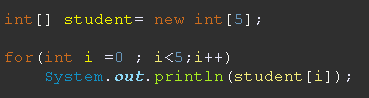 int[] student= new int[5];
for(int i =0 ; i<5;i++)
System.out.println(student[i]);